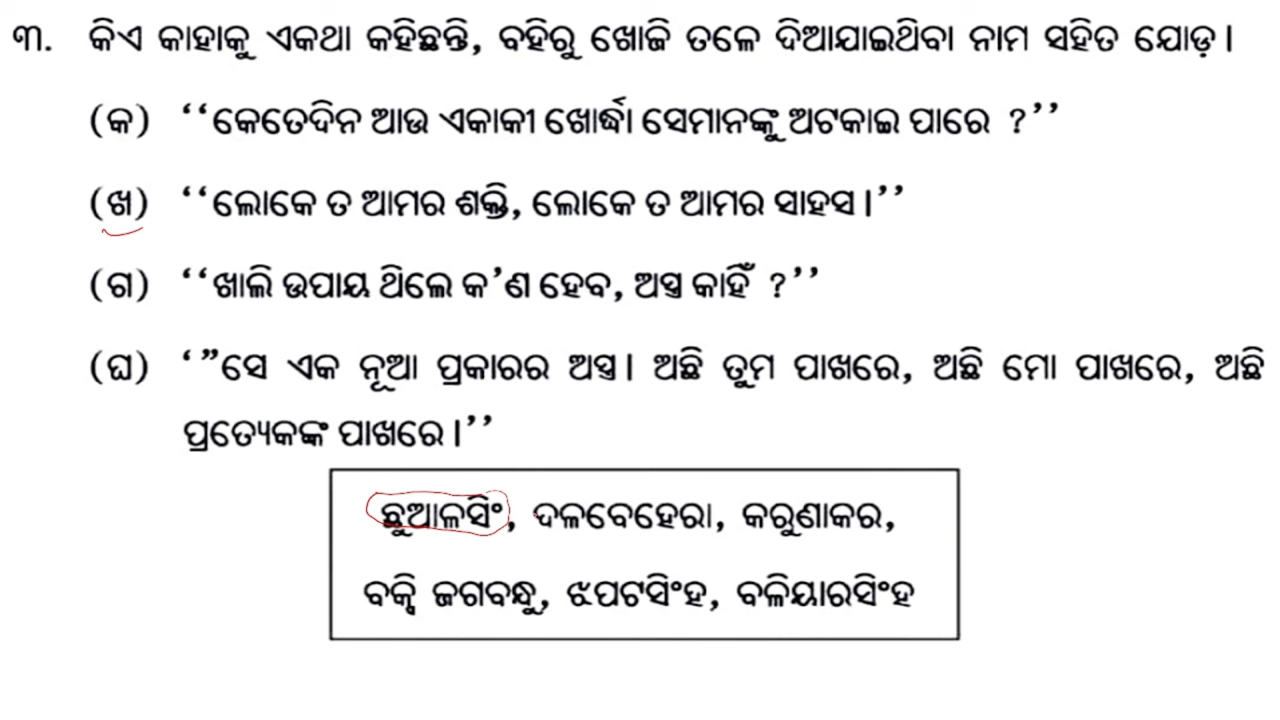 ୩. କିଏ କାହାକୁ ଏକଥା କହିଛନ୍ତି, ବହିରୁ ଖୋଜି ତଳେ ଦିଆଯାଇଥିବା ନାମ ସହିତ ଯୋଡ଼।
(କ) ‘‘କେତେଦିନ ଆଉ ଏକାକୀ ଖୋର୍ଦ୍ଧା ସେମାନଙ୍କୁ ଅଟକାଇ ପାରେ ?’’
(ଖ) ‘‘ଲୋକେ ତ ଆମର ଶକ୍ତି, ଲୋକେ ତ ଆମର ସାହସ।’’
(ଗ) ‘‘ଖାଲି ଉପାୟ ଥିଲେ କ’ଣ ହେବ, ଅସ୍ତ୍ର କାହିଁ ?’’
(ଘ) ‘”ସେ ଏକ ନୂଆ ପ୍ରକାରର ଅସ୍ତ୍ର। ଅଛି ତୁମ ପାଖରେ, ଅଛି ମୋ ପାଖରେ, ଅଛି
ପ୍ରତ୍ୟେକଙ୍କ ପାଖରେ।’’
ଛୁଆଳସିଂ, ଦଳବେହେରା, କରୁଣାକର,
ବକ୍ସି ଜଗବନ୍ଧୁ, ଝପଟସିଂହ, ବଳିୟାରସିଂହ